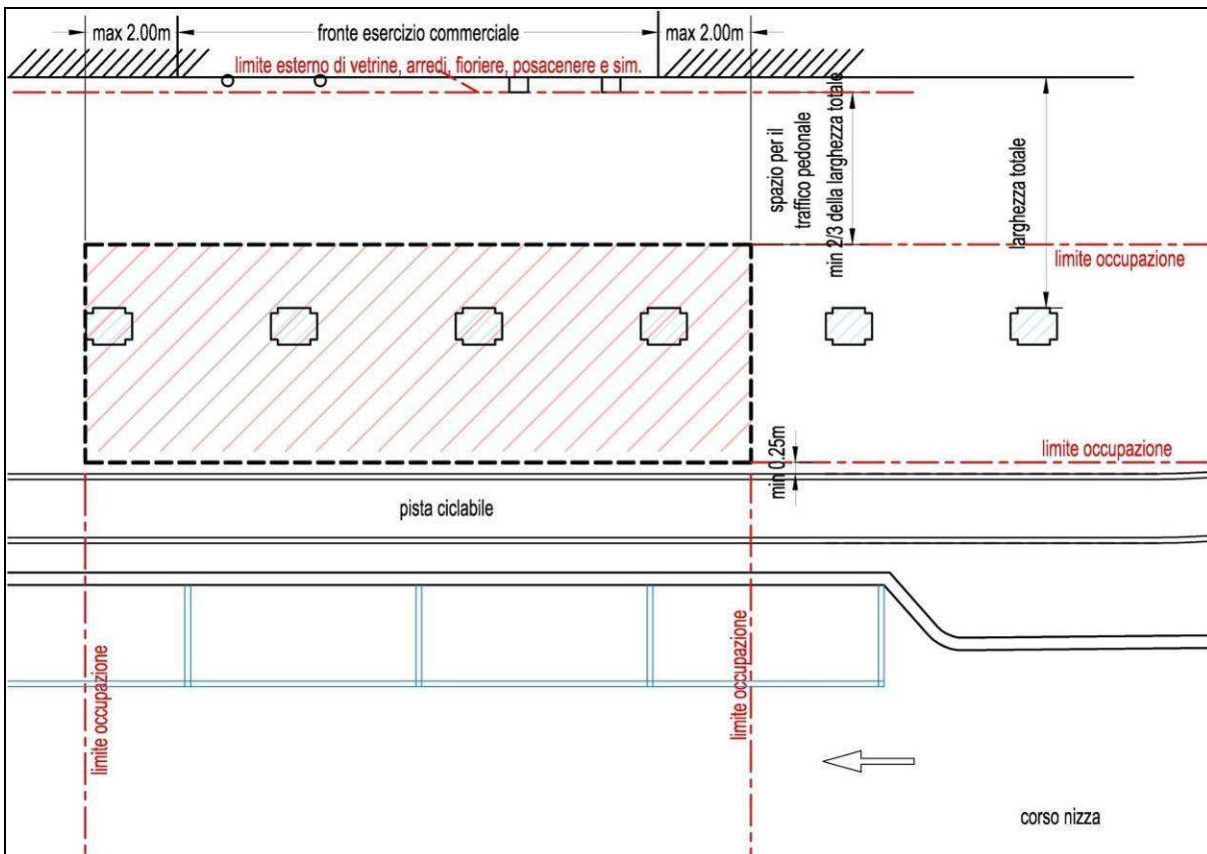 max 2.00m
fronte esercizio commerciale
max 2.00m
limite esterno di vetrine, arredi, fioriere, posacenere e sim.
spazio per il
traffico pedonale
min 2/3 della larghezza totale
larghezza totale
limite occupazione
limite occupazione
min 0.25m
pista ciclabile
limite occupazione
limite occupazione
corso nizza